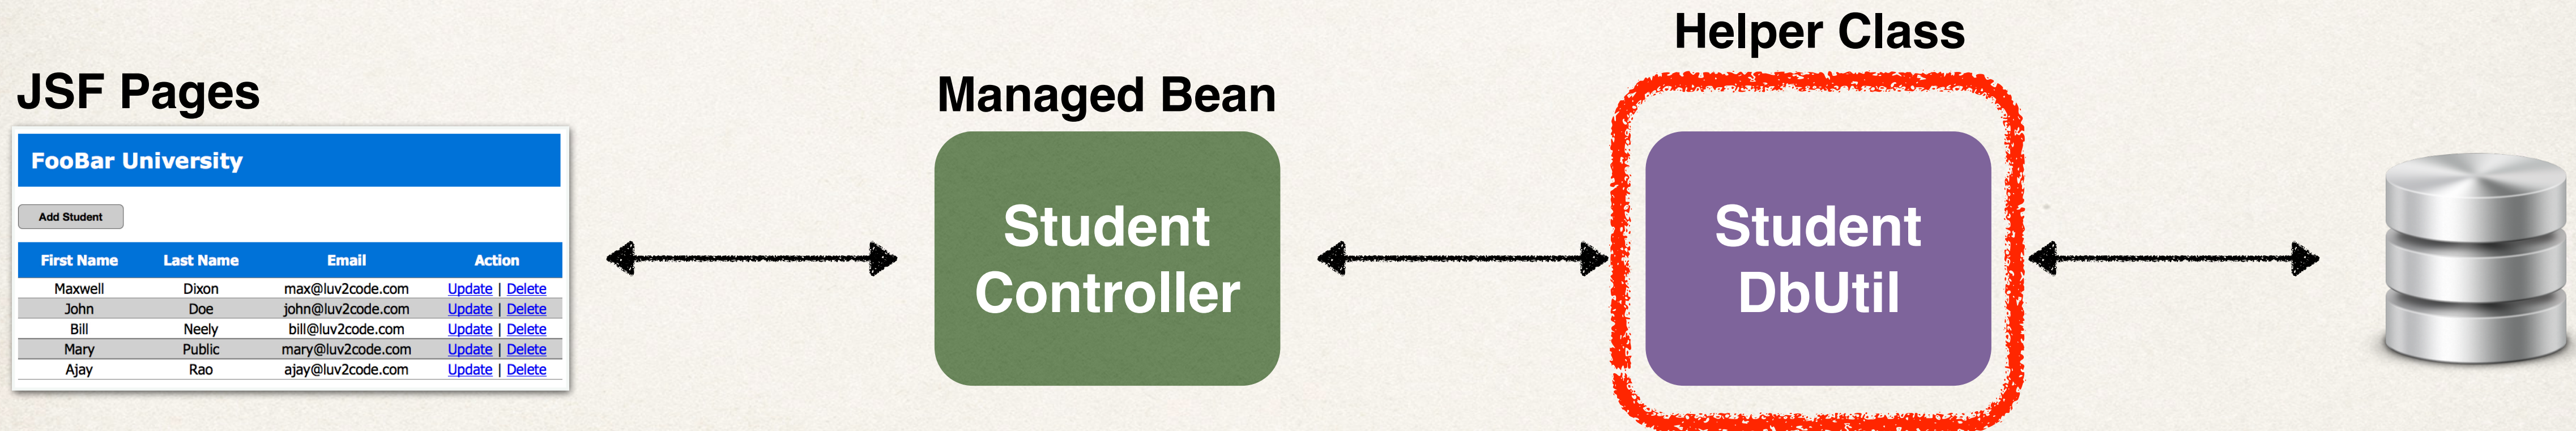 JSF Pages
FooBar University
Add Student
First Name Last Name Email Action
Maxwell Dixon max@luv2code.com Update | Delete
John Doe john@luv2code.com Update | Delete
Bill Neely bill@luv2code.com Update | Delete
Mary Public mary@luv2code.com Update | Delete
Ajay Rao ajay@luv2code.com Update | Delete
Managed Bean
Student
Controller
Helper Class
Student
DbUtil